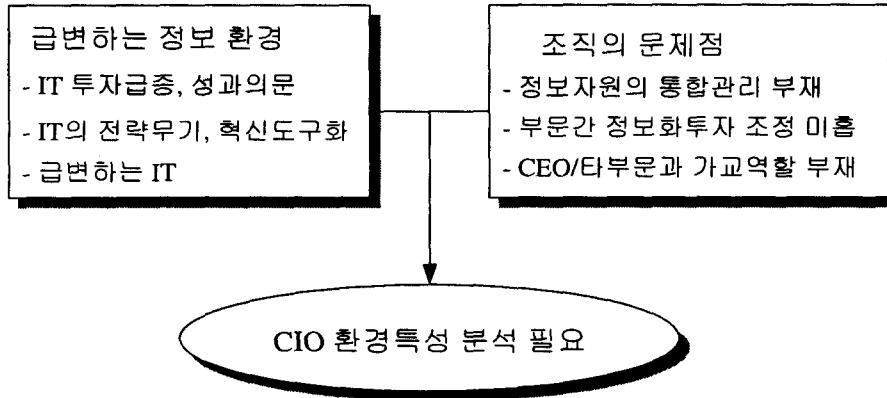 급변하는 정보 환경
- IT 투자급증, 성과의문
- IT의 전략무기, 혁신도구화
- 급변하는 IT
조직의 문제점
- 정보자원의 통합관리 부재
- 부문간 정보화투자 조정 미흡
- CEO/타부문과 가교역할 부재
CIO 환경특성 분석 필요